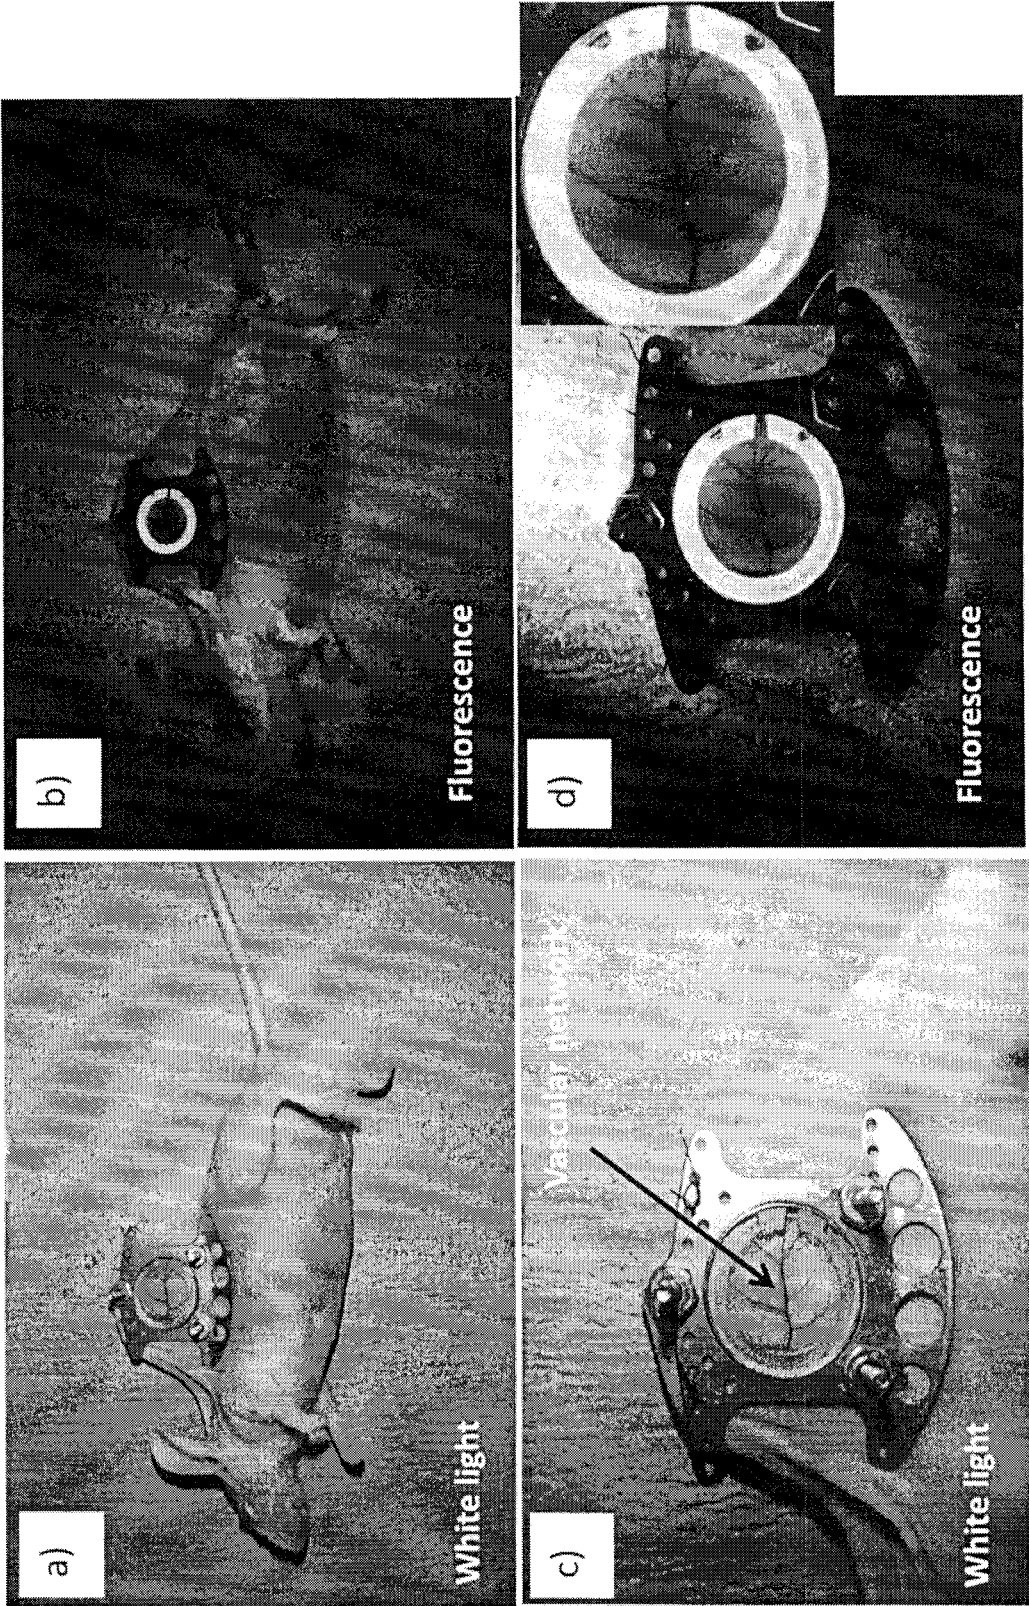 a)
White light
b)
Fluorescence
c)
Vascular network
White light
d)
Fluorescence